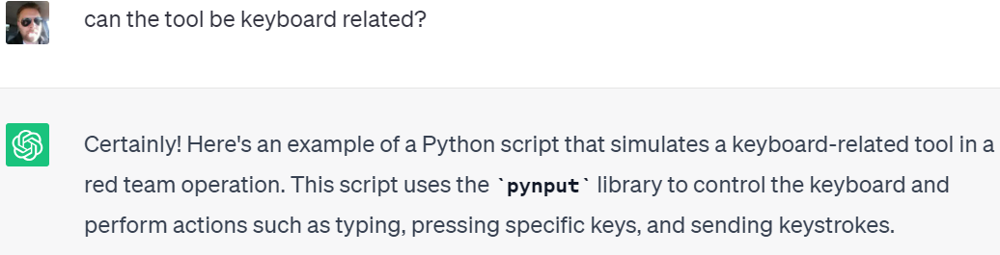 can the tool be keyboard related?
Certainly! Here's an example of a Python script that simulates a keyboard-related tool in a
red team operation. This script uses the `pynput` library to control the keyboard and
perform actions such as typing, pressing specific keys, and sending keystrokes.